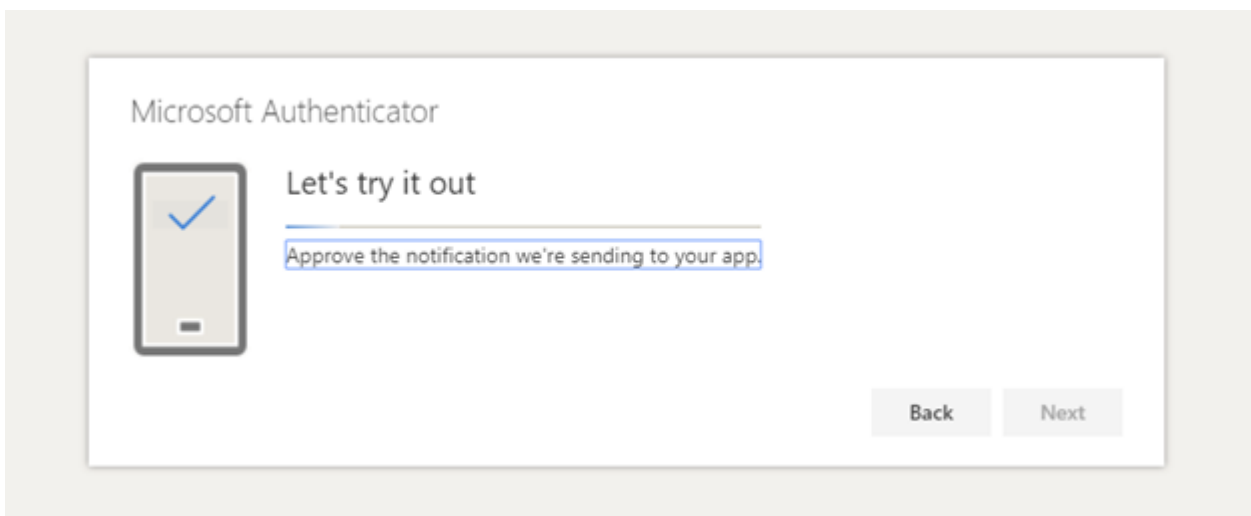 Microsoft Authenticator
Let's try it out
Approve the notification we're sending to your app.
Back
Next